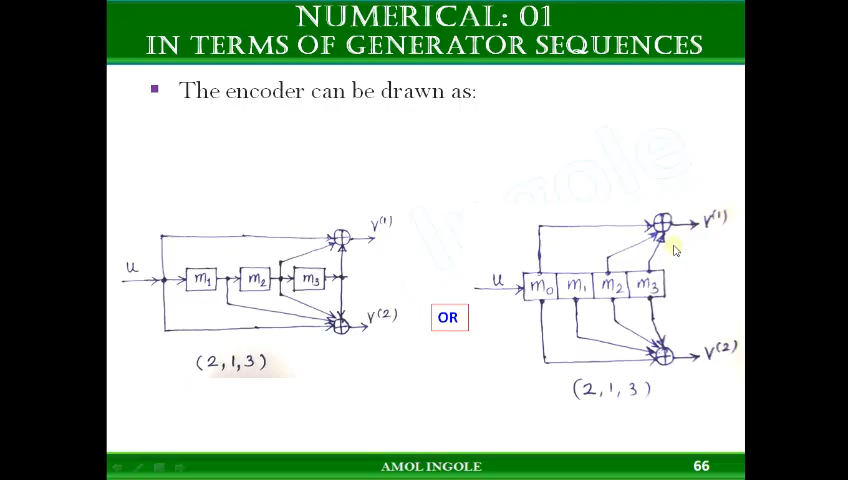 NUMERICAL: 01
IN TERMS OF GENERATOR SEQUENCES
The encoder can be drawn as:
Ingole
V(1)
u
m1
m2
m3
V(2)
(2,1,3)
OR
V(1)
u
m0
m1
m2
m3
V(2)
(2,1,3)
AMOL INGOLE
66